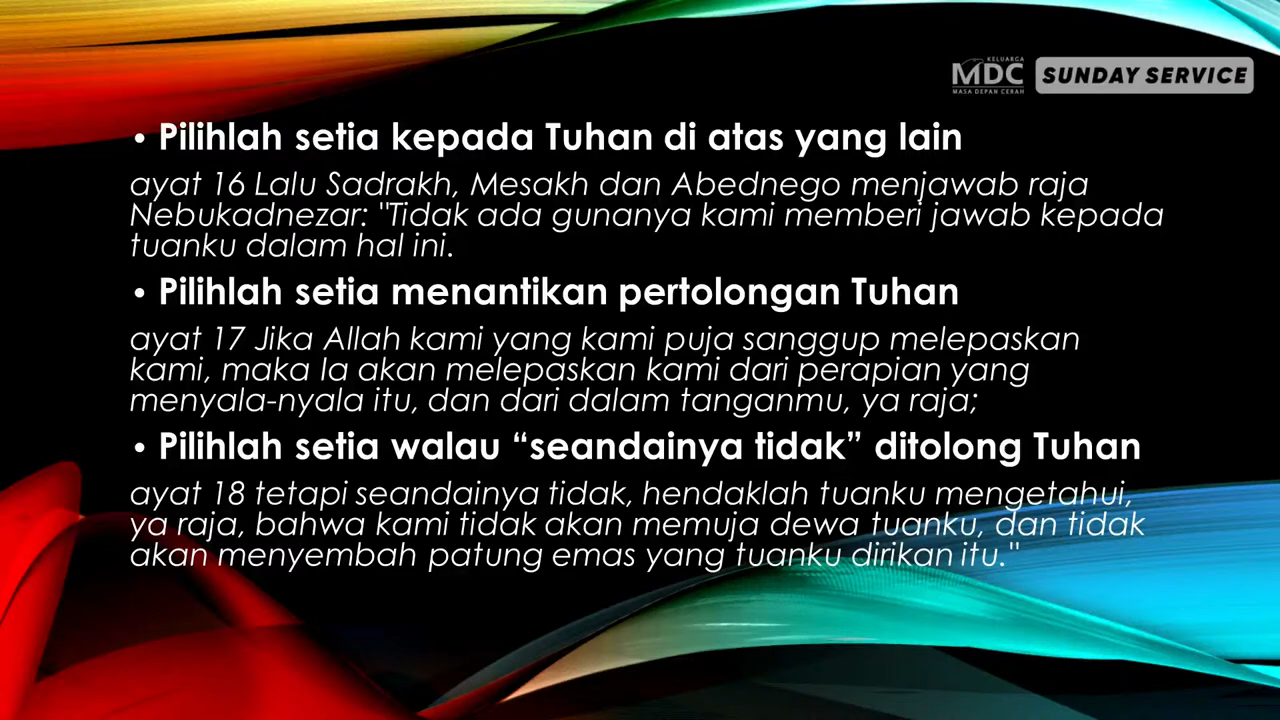 KELUARGA
MDC
MASA DEPAN CERAH
SUNDAY SERVICE
• Pilihlah setia kepada Tuhan di atas yang lain
ayat 16 Lalu Sadrakh, Mesakh dan Abednego menjawab raja
Nebukadnezar: "Tidak ada gunanya kami memberi jawab kepada
tuanku dalam hal ini.
• Pilihlah setia menantikan pertolongan Tuhan
ayat 17 Jika Allah kami yang kami puja sanggup melepaskan
kami, maka Ia akan melepaskan kami dari perapian yang
menyala-nyala itu, dan dari dalam tanganmu, ya raja;
• Pilihlah setia walau “seandainya tidak” ditolong Tuhan
ayat 18 tetapi seandainya tidak, hendaklah tuanku mengetahui,
ya raja, bahwa kami tidak akan memuja dewa tuanku, dan tidak
akan menyembah patung emas yang tuanku dirikan itu."